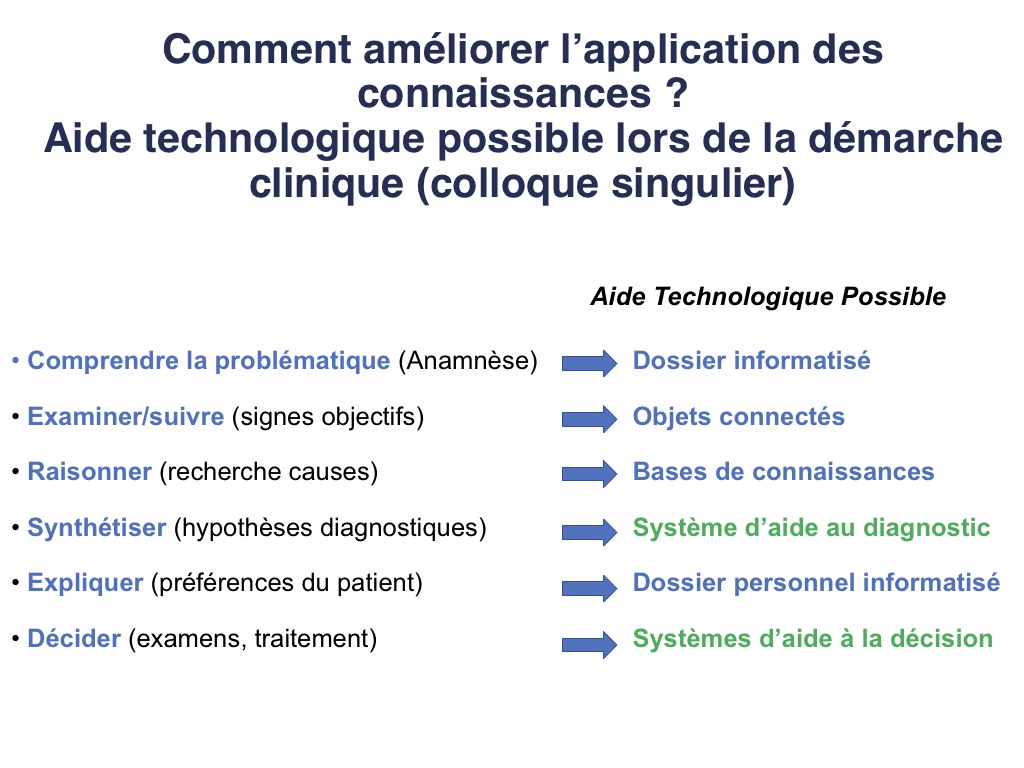 Comment améliorer l’application des
connaissances ?
Aide technologique possible lors de la démarche
clinique (colloque singulier)
Aide Technologique Possible
• Comprendre la problématique (Anamnèse) Dossier informatisé
• Examiner/suivre (signes objectifs) Objets connectés
• Raisonner (recherche causes) Bases de connaissances
• Synthétiser (hypothèses diagnostiques) Système d’aide au diagnostic
• Expliquer (préférences du patient) Dossier personnel informatisé
• Décider (examens, traitement) Systèmes d’aide à la décision